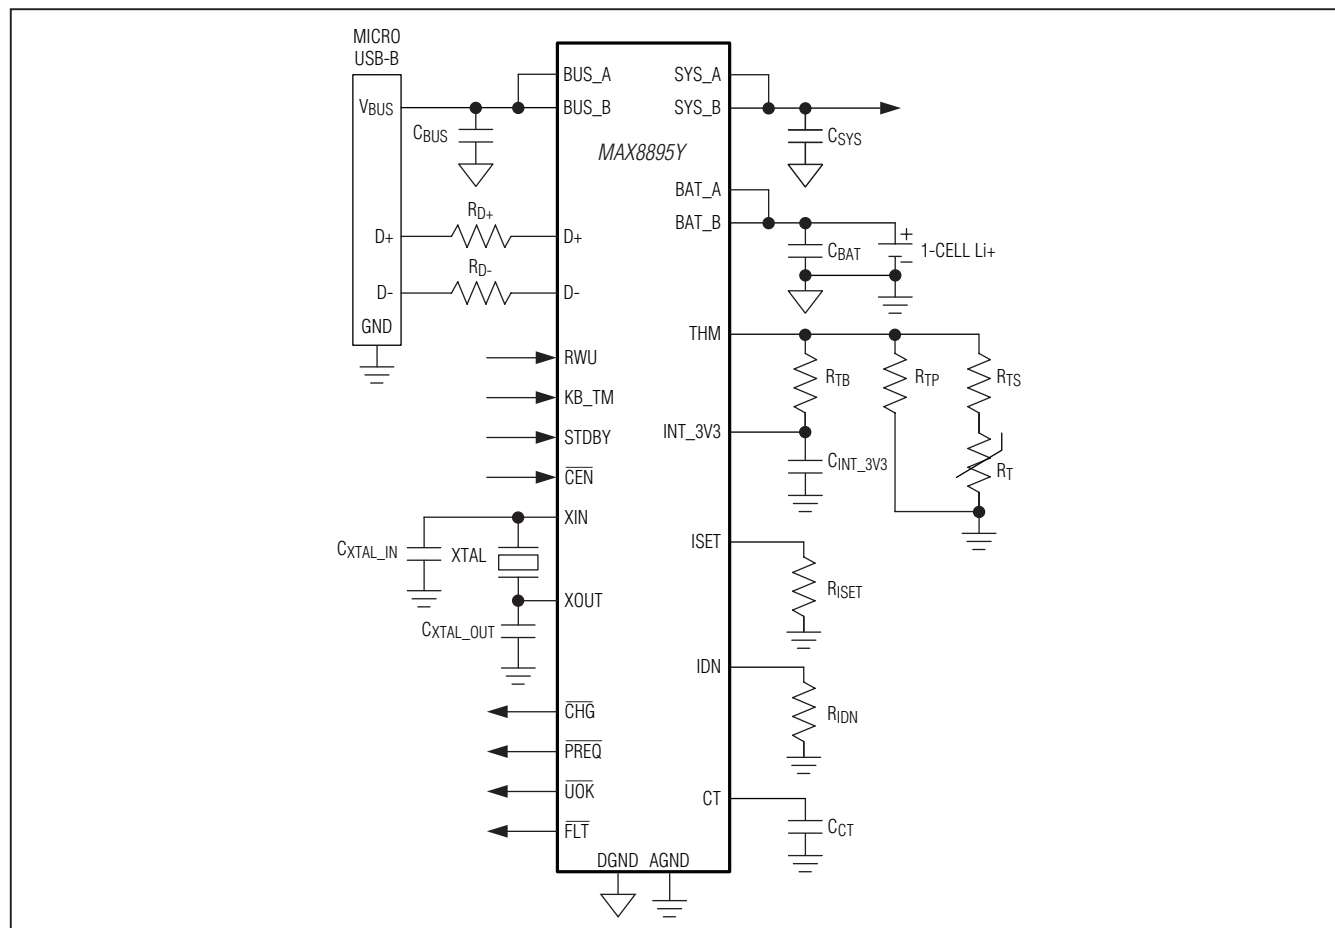 MICRO
USB-B
VBUS
D+
D-
GND
CBUS
RD+
RD-
BUS_A
BUS_B
D+
D-
RWU
KB_TM
STDBY
CEN
XIN
XOUT
CHG
PREQ
UOK
FLT
CXTAL_IN
XTAL
CXTAL_OUT
MAX8895Y
DGND
AGND
SYS_A
SYS_B
BAT_A
BAT_B
THM
INT_3V3
ISET
IDN
CT
CSYS
CBAT
+
-
1-CELL Li+
RTB
RTP
RTS
CINT_3V3
RT
RISET
RIDN
CCT